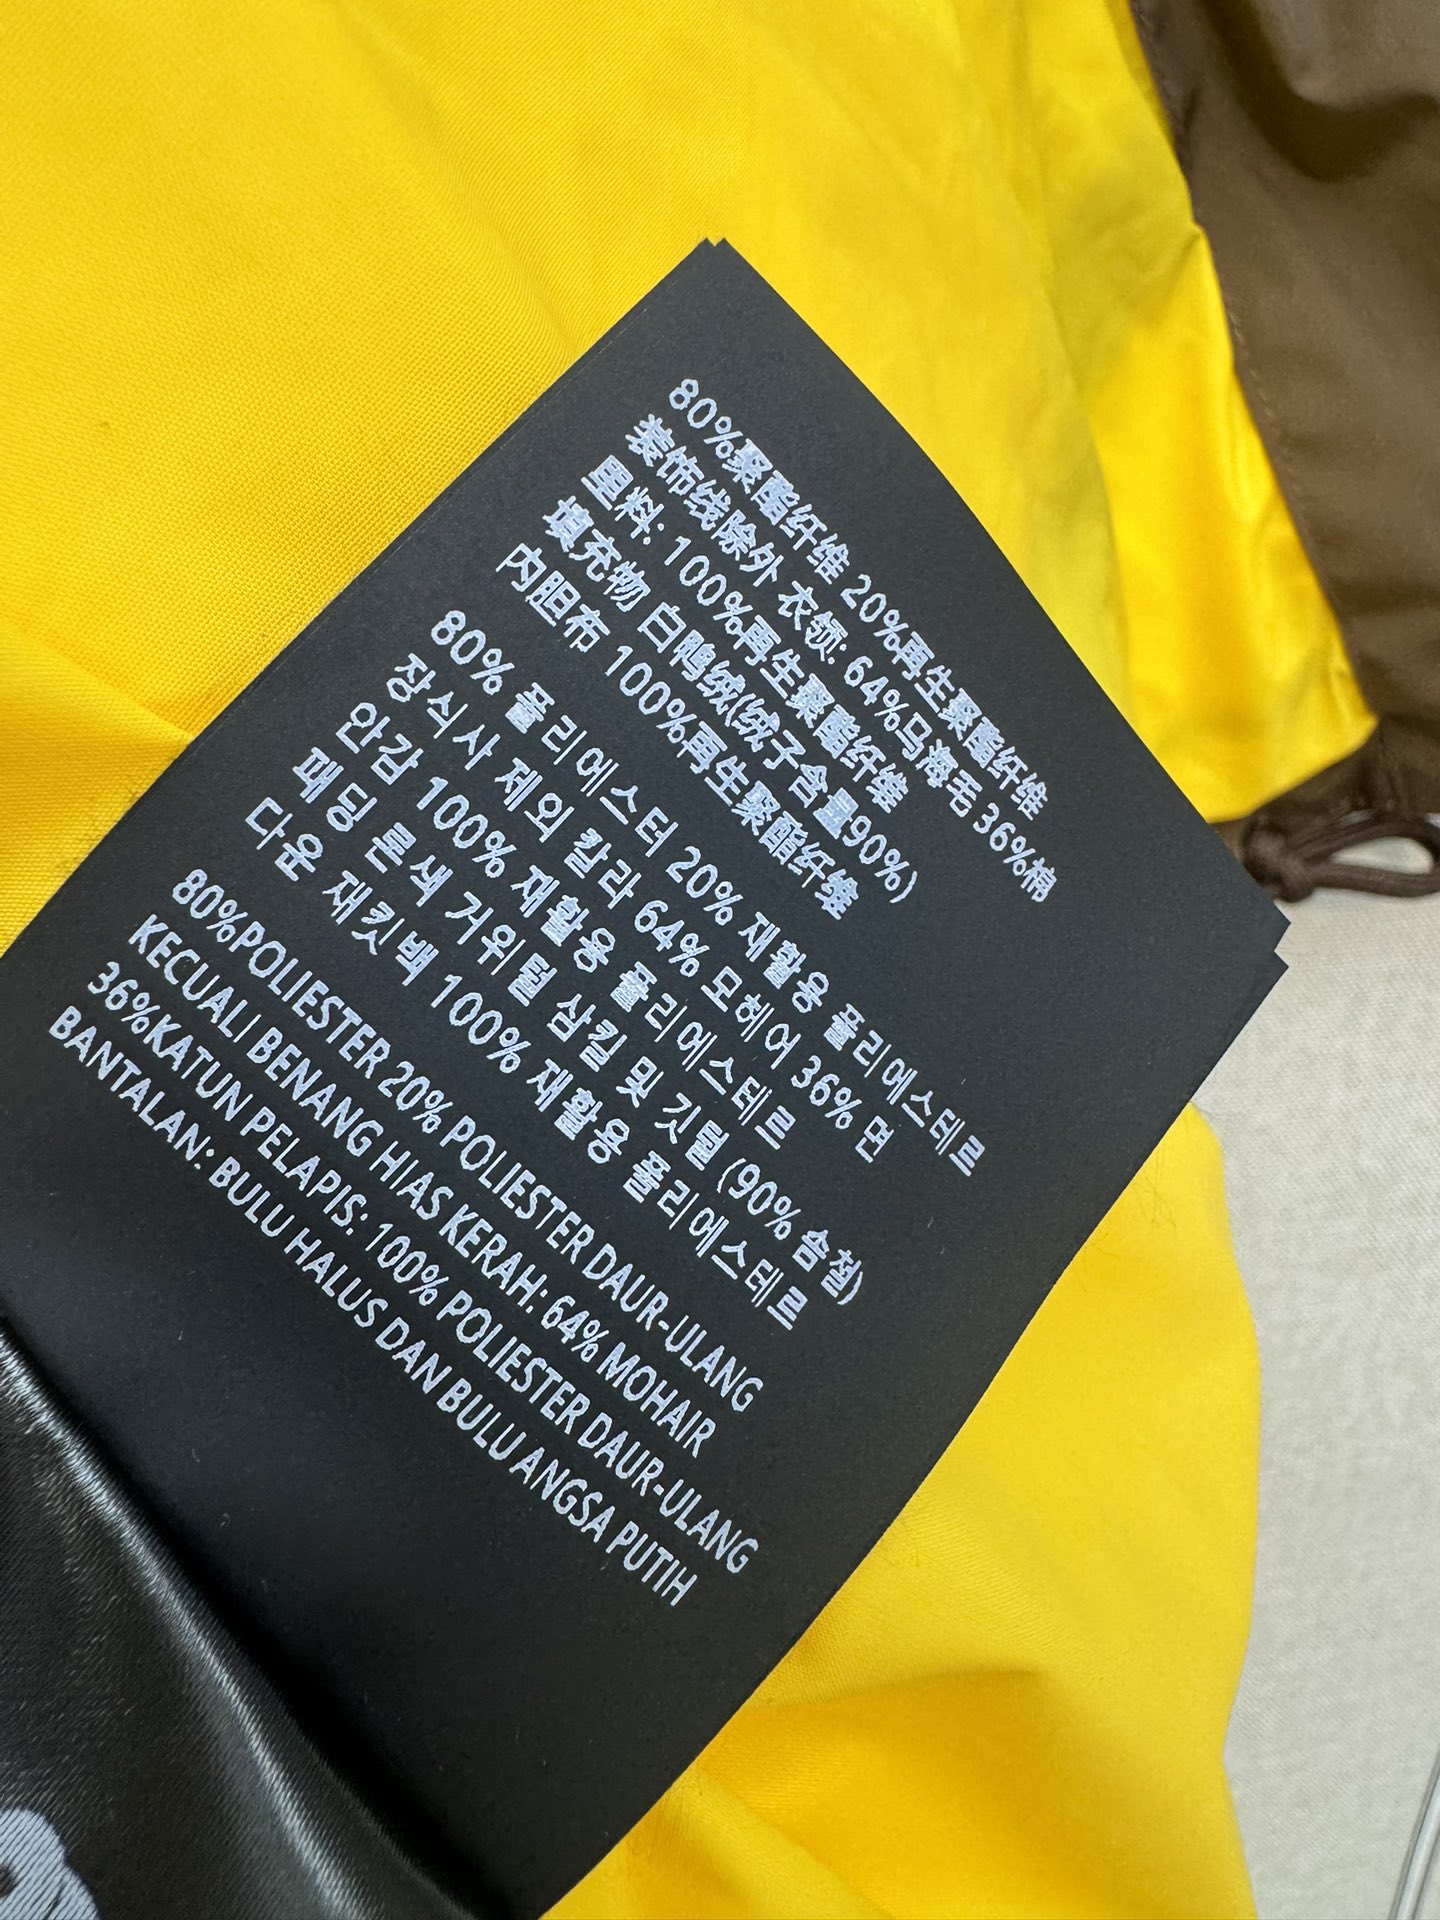 80%聚酯纤维 20%再生聚酯纤维
装饰线除外 衣领: 64%马海毛 36%棉
里料: 100%再生聚酯纤维
填充物 白鸭绒(绒子含量90%)
内胆布 100%再生聚酯纤维
80% 폴리에스터 20% 재활용 폴리에스테르
장식사 제외 칼라 64% 모헤어 36% 면
안감 100% 재활용 폴리에스테르
패딩 흔색 거위털 삼킬 및 깃털 (90% 솜절)
다운 재킷백 100% 재활용 폴리에스테르
80%POLIESTER 20% POLIESTER DAUR-ULANG
KECUALI BENANG HIAS KERAH: 64% MOHAIR
36%KATUN PELAPIS: 100% POLIESTER DAUR-ULANG
BANTALAN: BULU HALUS DAN BULU ANGSA PUTIH